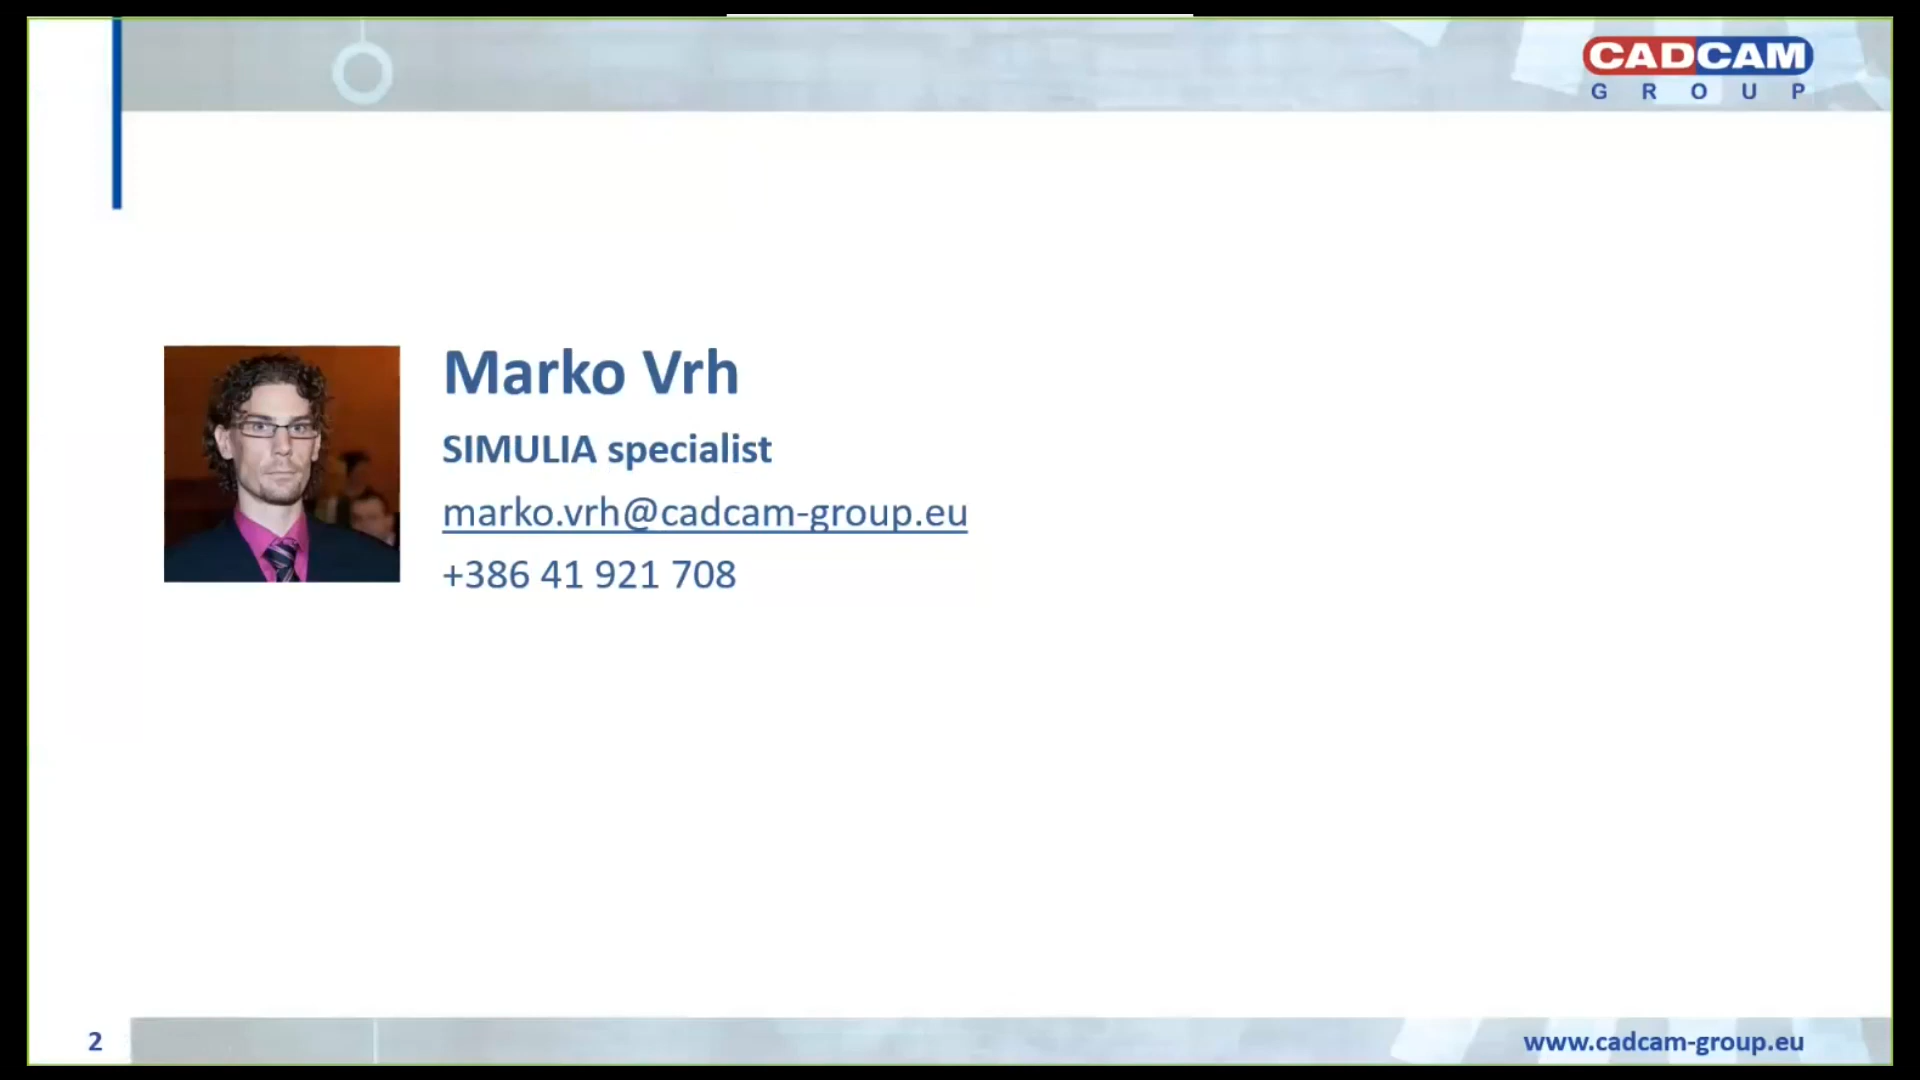 CADCAM
GROUP
Marko Vrh
SIMULIA specialist
marko.vrh@cadcam-group.eu
+386 41 921 708
2
www.cadcam-group.eu